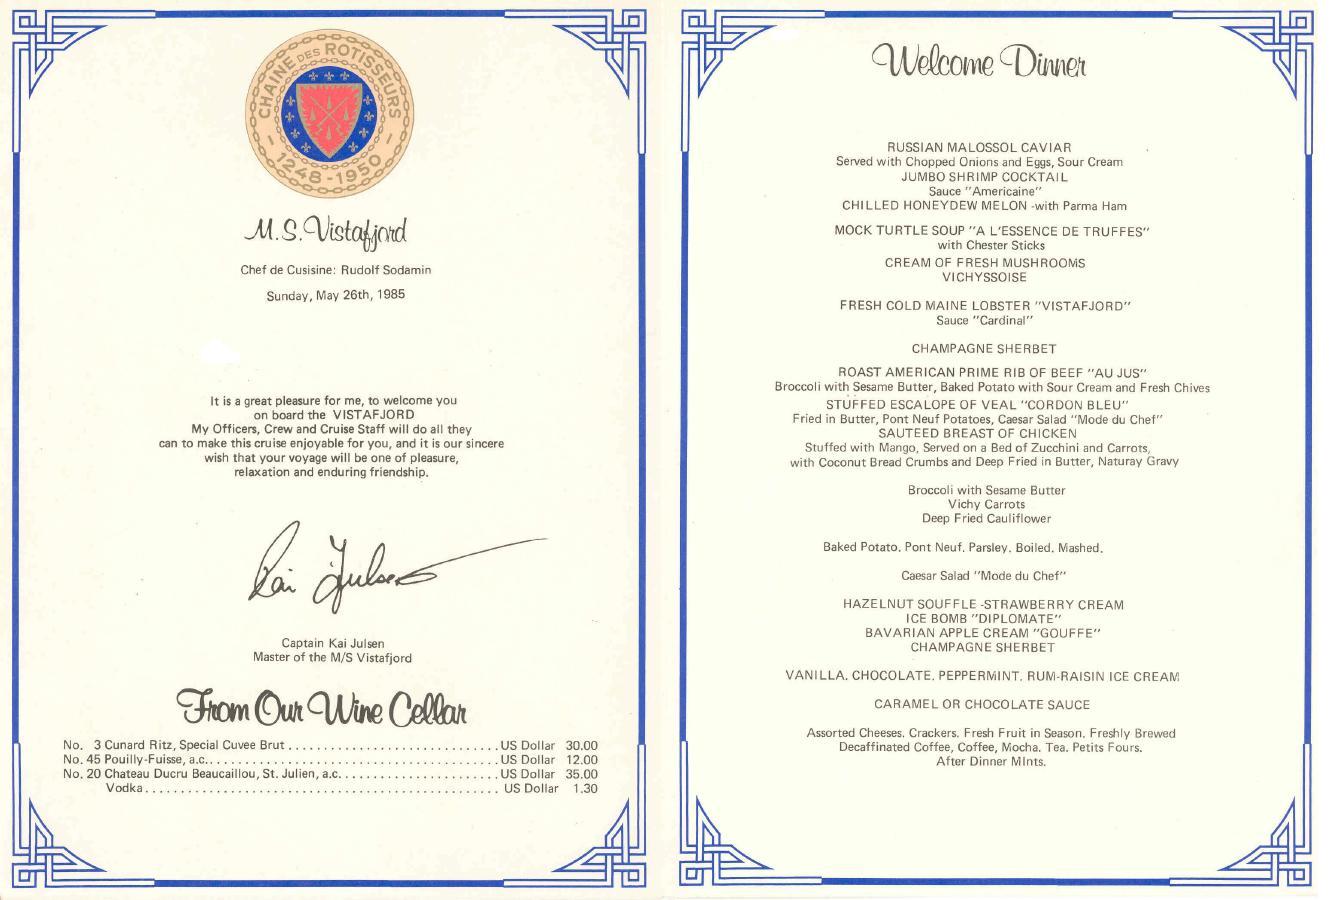 CHAINE DES ROTISSEURS
1248-1950
M.S. Vistafjord
Chef de Cusisine: Rudolf Sodamin
Sunday, May 26th, 1985
It is a great pleasure for me, to welcome you
on board the VISTAFJORD
My Officers, Crew and Cruise Staff will do all they
can to make this cruise enjoyable for you, and it is our sincere
wish that your voyage will be one of pleasure,
relaxation and enduring friendship.
Kai Julsen
Captain Kai Julsen
Master of the M/S Vistafjord
From Our Wine Cellar
No. 3 Cunard Ritz, Special Cuvee Brut . . . . . . . . . . . . . . . . . . . . . . . . . . . . . US Dollar 30.00
No. 45 Pouilly-Fuisse, a.c. . . . . . . . . . . . . . . . . . . . . . . . . . . . . . . . . . . . . . . . US Dollar 12.00
No. 20 Chateau Ducru Beaucaillou, St. Julien, a.c. . . . . . . . . . . . . . . . . . . . . . US Dollar 35.00
Vodka . . . . . . . . . . . . . . . . . . . . . . . . . . . . . . . . . . . . . . . . . . . . . . . . US Dollar 1.30
Welcome Dinner
RUSSIAN MALOSSOL CAVIAR
Served with Chopped Onions and Eggs, Sour Cream
JUMBO SHRIMP COCKTAIL
Sauce "Americaine"
CHILLED HONEYDEW MELON -with Parma Ham
MOCK TURTLE SOUP "A L'ESSENCE DE TRUFFES"
with Chester Sticks
CREAM OF FRESH MUSHROOMS
VICHYSSOISE
FRESH COLD MAINE LOBSTER "VISTAFJORD"
Sauce "Cardinal"
CHAMPAGNE SHERBET
ROAST AMERICAN PRIME RIB OF BEEF "AU JUS"
Broccoli with Sesame Butter, Baked Potato with Sour Cream and Fresh Chives
STUFFED ESCALOPE OF VEAL "CORDON BLEU"
Fried in Butter, Pont Neuf Potatoes, Caesar Salad "Mode du Chef"
SAUTEED BREAST OF CHICKEN
Stuffed with Mango, Served on a Bed of Zucchini and Carrots,
with Coconut Bread Crumbs and Deep Fried in Butter, Naturay Gravy
Broccoli with Sesame Butter
Vichy Carrots
Deep Fried Cauliflower
Baked Potato, Pont Neuf, Parsley, Boiled, Mashed.
Caesar Salad "Mode du Chef"
HAZELNUT SOUFFLE -STRAWBERRY CREAM
ICE BOMB "DIPLOMATE"
BAVARIAN APPLE CREAM "GOUFFE"
CHAMPAGNE SHERBET
VANILLA, CHOCOLATE, PEPPERMINT, RUM-RAISIN ICE CREAM
CARAMEL OR CHOCOLATE SAUCE
Assorted Cheeses, Crackers, Fresh Fruit in Season, Freshly Brewed
Decaffinated Coffee, Coffee, Mocha, Tea, Petits Fours.
After Dinner MInts.